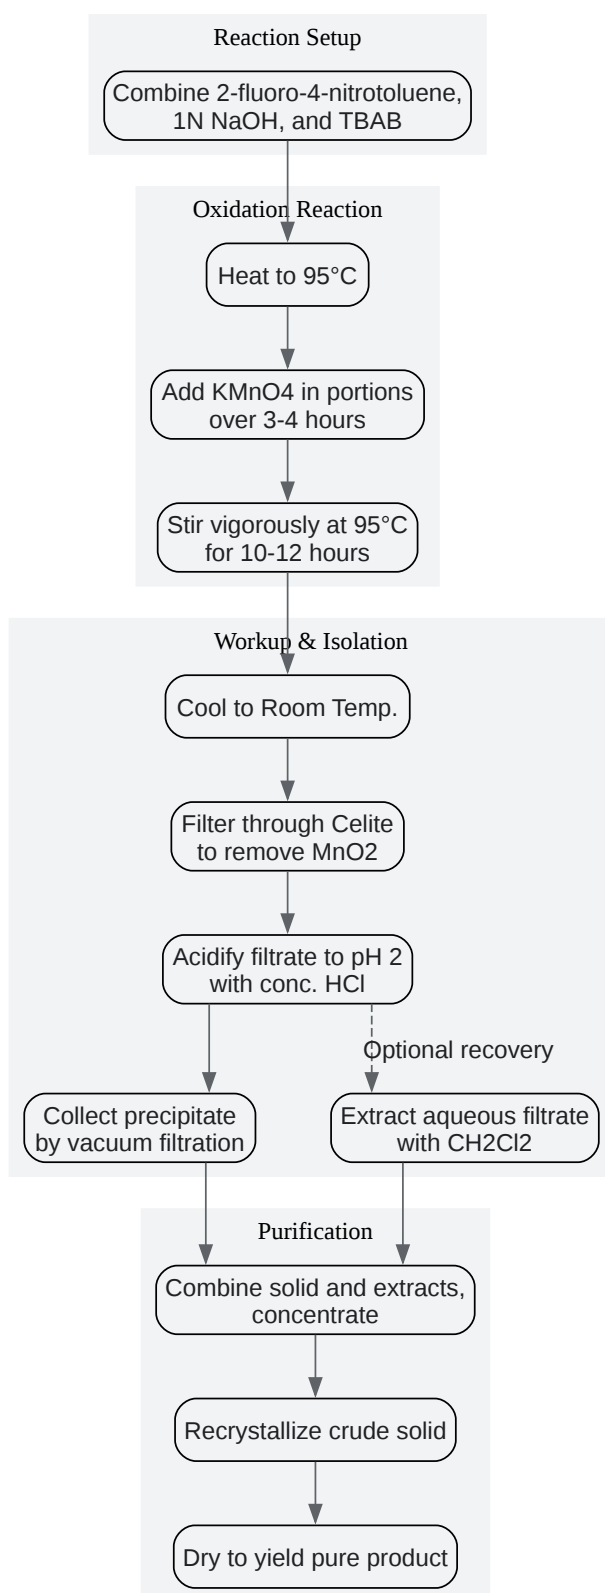 Reaction Setup
Combine 2-fluoro-4-nitrotoluene,
1N NaOH, and TBAB
Oxidation Reaction
Heat to 95°C
Add KMnO4 in portions
over 3-4 hours
Stir vigorously at 95°C
for 10-12 hours
Workup & Isolation
Cool to Room Temp.
Filter through Celite
to remove MnO2
Acidify filtrate to pH 2
with conc. HCl
Optional recovery
Collect precipitate
by vacuum filtration
Extract aqueous filtrate
with CH2Cl2
Purification
Combine solid and extracts,
concentrate
Recrystallize crude solid
Dry to yield pure product